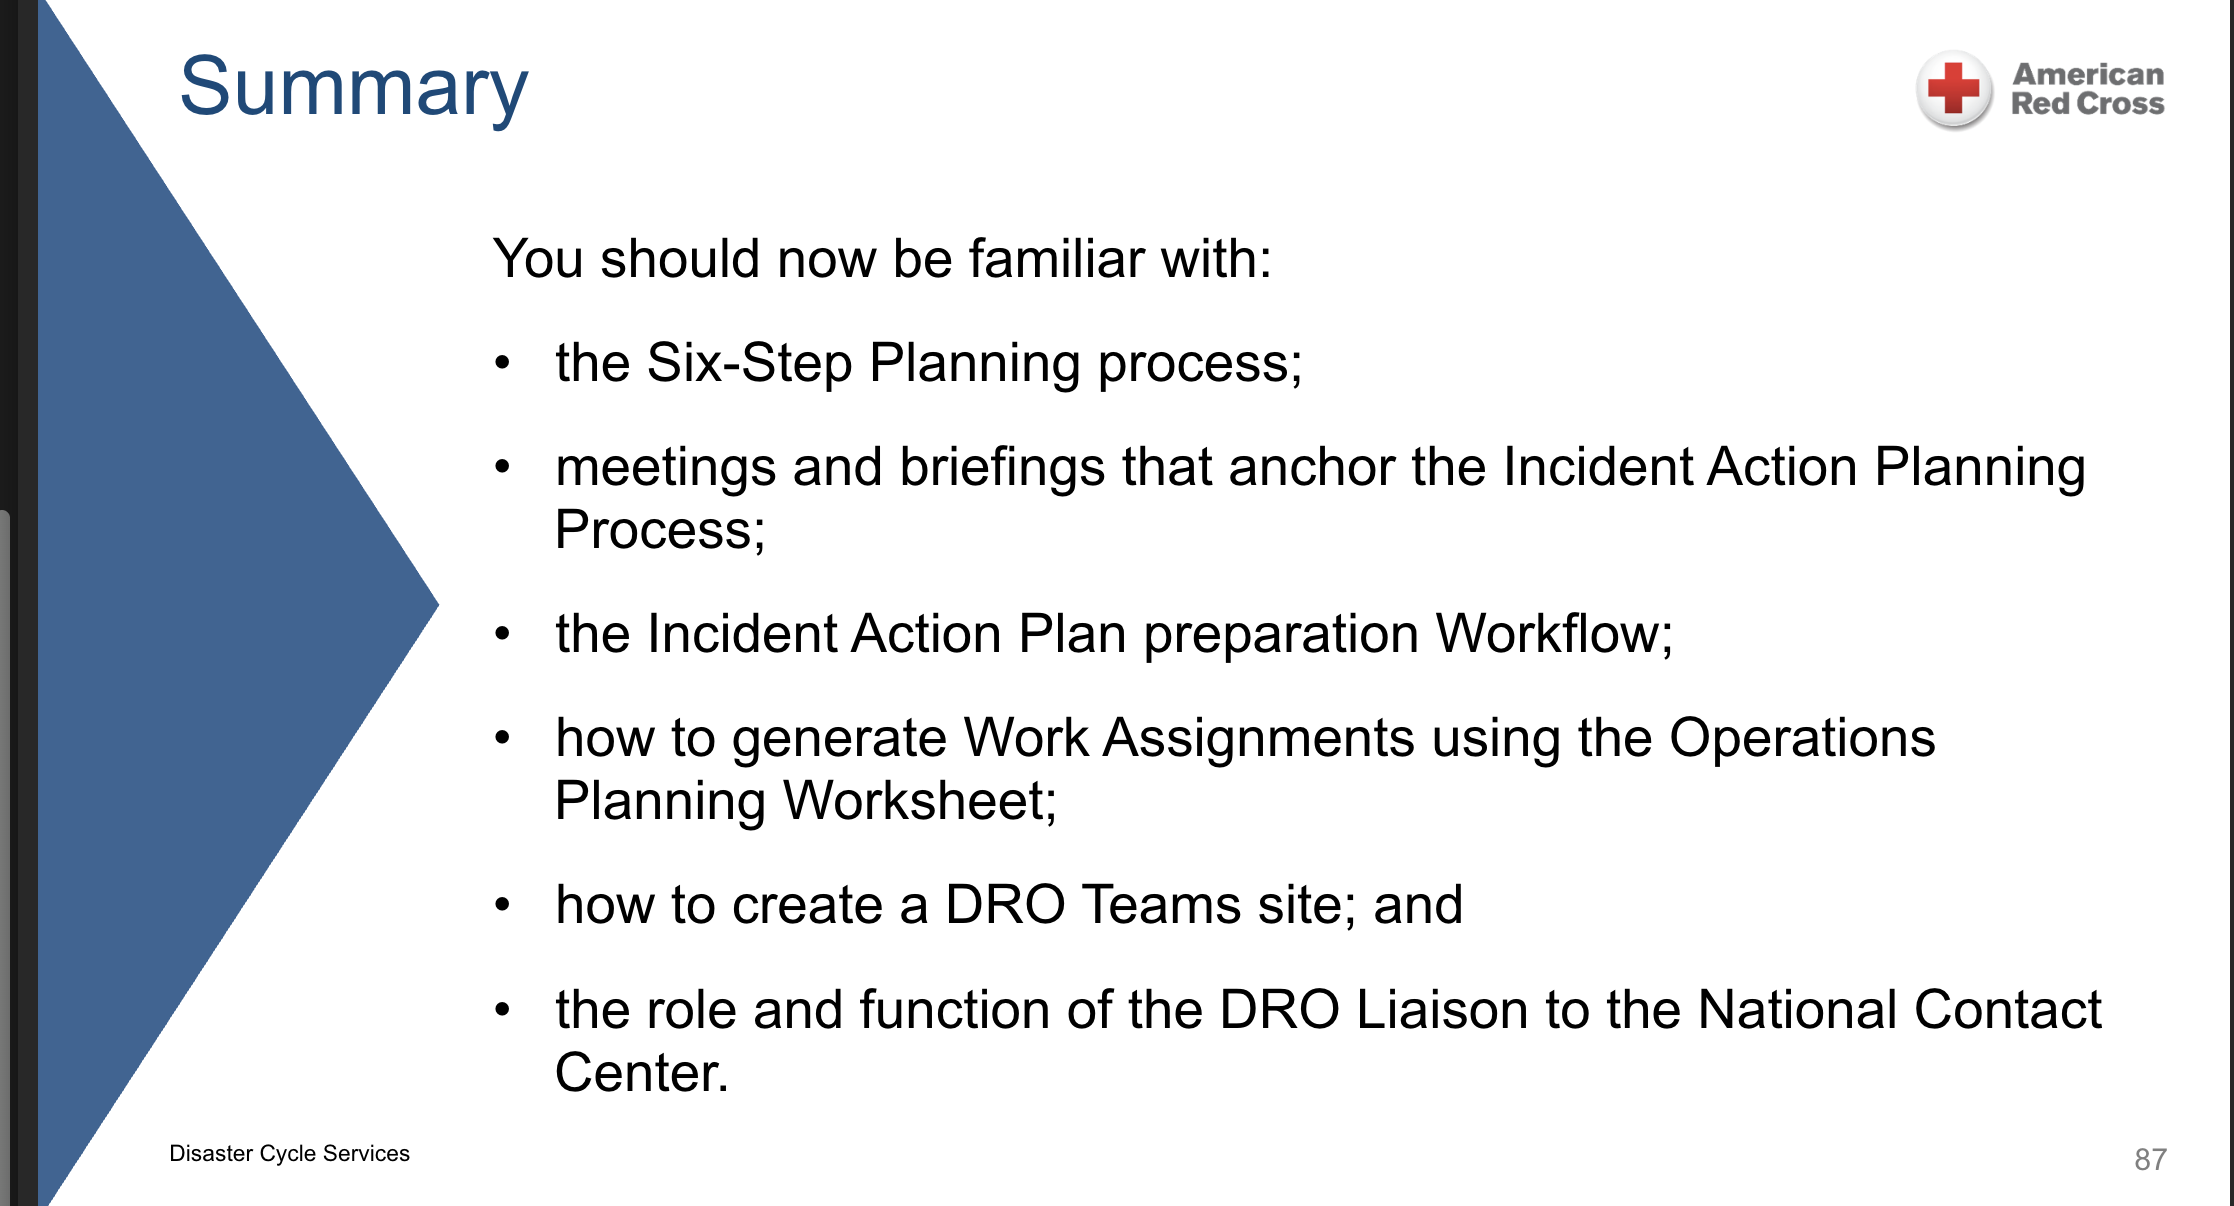 Summary
American
Red Cross
You should now be familiar with:
• the Six-Step Planning process;
• meetings and briefings that anchor the Incident Action Planning
Process;
• the Incident Action Plan preparation Workflow;
• how to generate Work Assignments using the Operations
Planning Worksheet;
• how to create a DRO Teams site; and
• the role and function of the DRO Liaison to the National Contact
Center.
Disaster Cycle Services
87